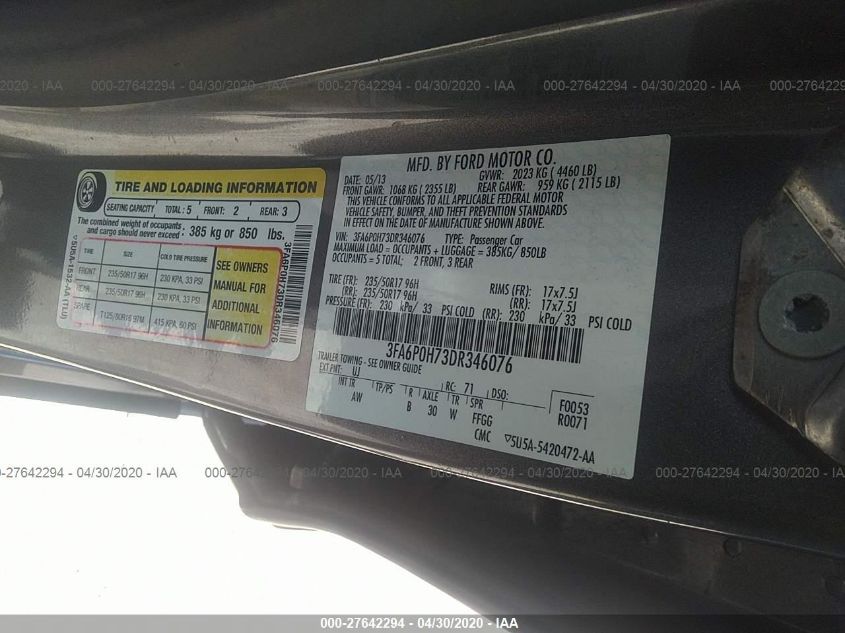 000-27642294 - 04/30/2020 - IAA
TIRE AND LOADING INFORMATION
SEATING CAPACITY TOTAL: 5 FRONT: 2 REAR: 3
The combined weight of occupants and cargo should never exceed : 385 kg or 850 lbs.
TIRE SIZE COLD TIRE PRESSURE
FRONT 235/50R17 96H 230 KPA, 33 PSI
REAR 235/50R17 96H 230 KPA, 33 PSI
SPARE 415 KPA, 60 PSI
SEE OWNERS
MANUAL FOR
ADDITIONAL
INFORMATION
3FA6P0H73DR346076
5U5A-1532-AA (TLU)
MFD. BY FORD MOTOR CO.
05/13 GVWR: 2023 KG ( 4460 LB)
FRONT GAWR: 1068 KG ( 2355 LB) REAR GAWR: 959 KG ( 2115 LB)
THIS VEHICLE CONFORMS TO ALL APPLICABLE FEDERAL MOTOR
VEHICLE SAFETY, BUMPER, AND THEFT PREVENTION STANDARDS IN
EFFECT ON THE DATE OF MANUFACTURE SHOWN ABOVE.
VIN: 3FA6P0H73DR346076 TYPE: Passenger Car
MAXIMUM LOAD = OCCUPANTS + LUGGAGE = 385KG/ 850LB
OCCUPANTS = 5 TOTAL; 2 FRONT, 3 REAR
TIRE (FR): 235/50R17 96H RIMS (FR): 17x7.5J
(RR): 235/50R17 96H (RR): 17x7.5J
PRESSURE (FR): 230 kPa/ 33 PSI COLD (RR): 230 kPa/33 PSI COLD
3FA6P0H73DR346076
TRAILER TOWING - SEE OWNER GUIDE
EXT PNT: UJ RC: 71 DSO: F0053
R0071
INT TR TP/PS R AXLE TR SPR
AW B 30 W FFGG
CMC 5U5A-5420472-AA
000-27642294 - 04/30/2020 - IAA